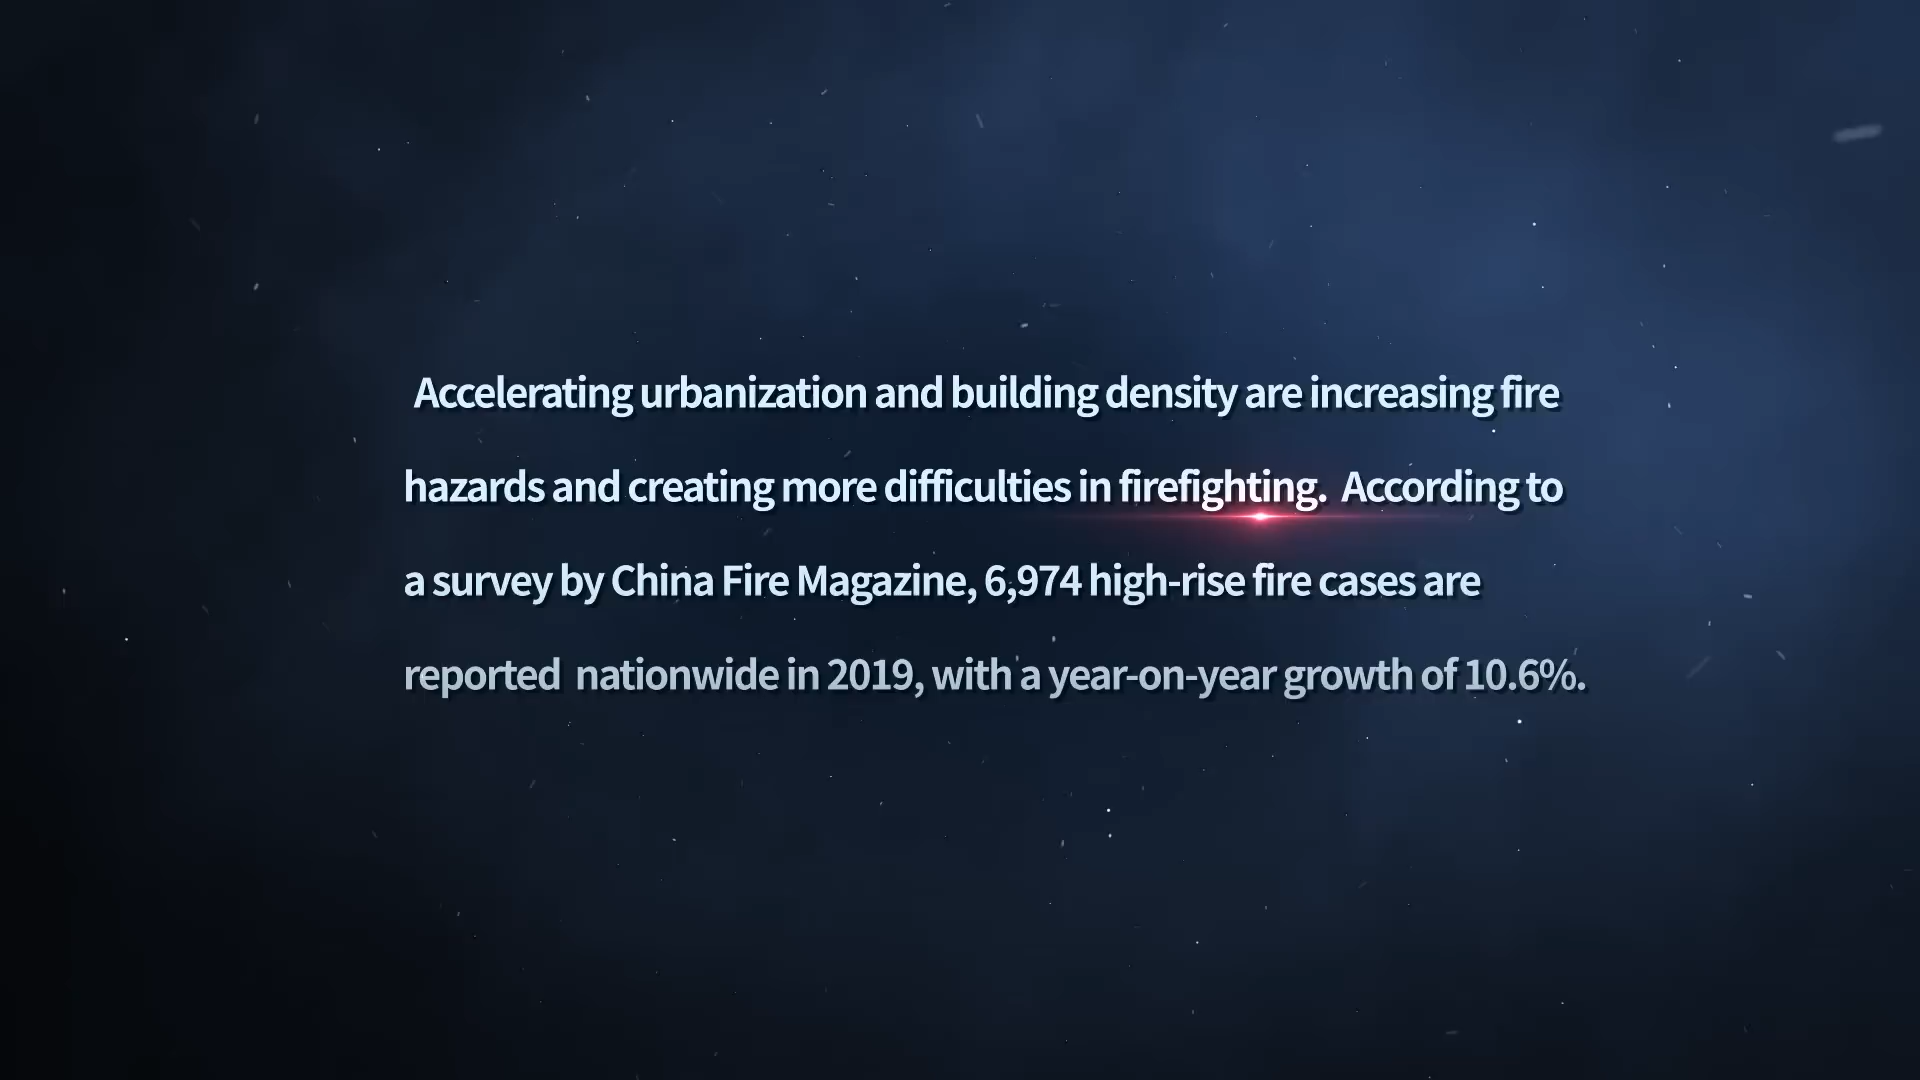 Accelerating urbanization and building density are increasing fire
hazards and creating more difficulties in firefighting. According to
a survey by China Fire Magazine, 6,974 high-rise fire cases are
reported nationwide in 2019, with a year-on-year growth of 10.6%.